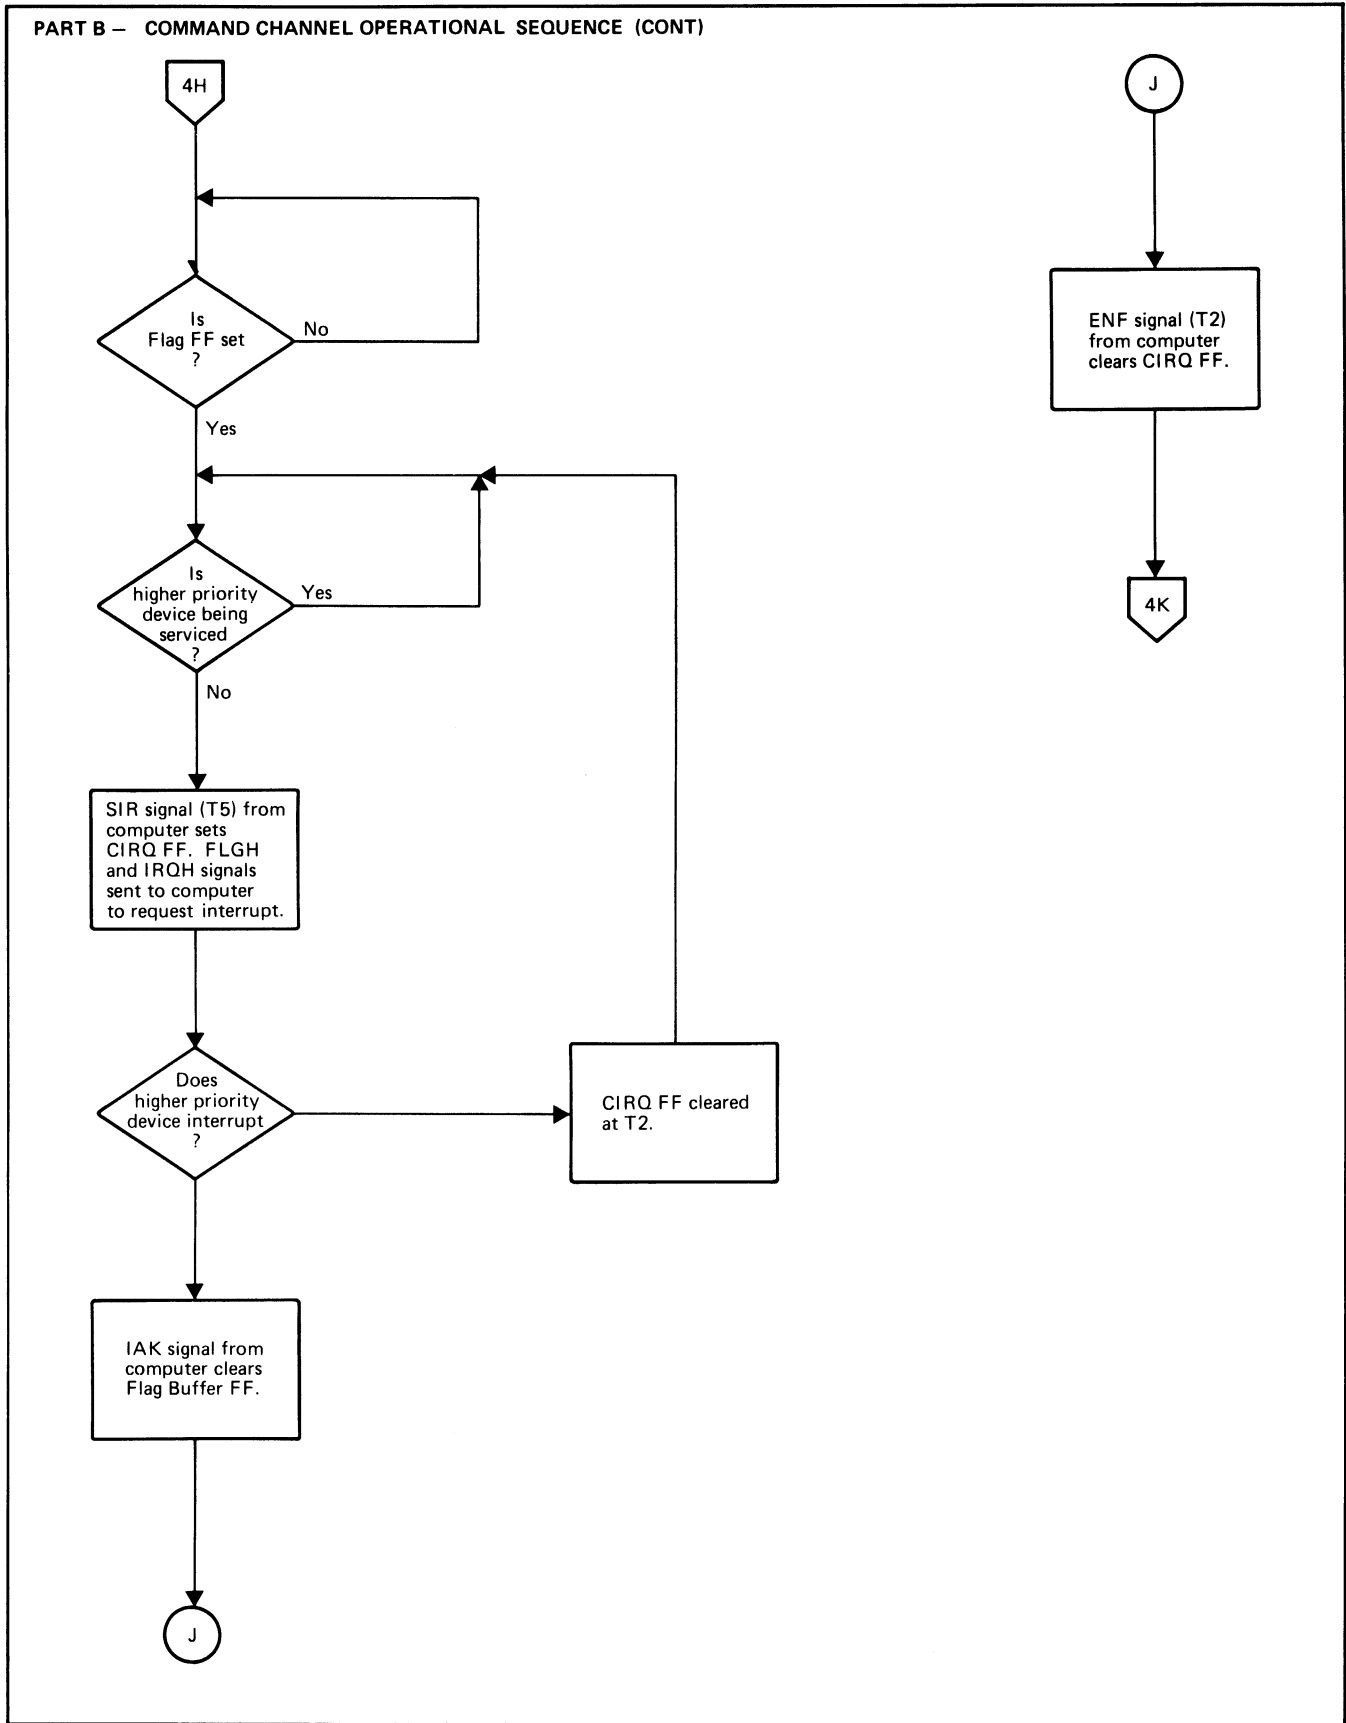 PART B — COMMAND CHANNEL OPERATIONAL SEQUENCE (CONT)
4H
Is
Flag FF set
?
No
Yes
Is
higher priority
device being
serviced
?
Yes
No
SIR signal (T5) from
computer sets
CIRQ FF. FLGH
and IRQH signals
sent to computer
to request interrupt.
Does
higher priority
device interrupt
?
CIRQ FF cleared
at T2.
IAK signal from
computer clears
Flag Buffer FF.
J
J
ENF signal (T2)
from computer
clears CIRQ FF.
4K